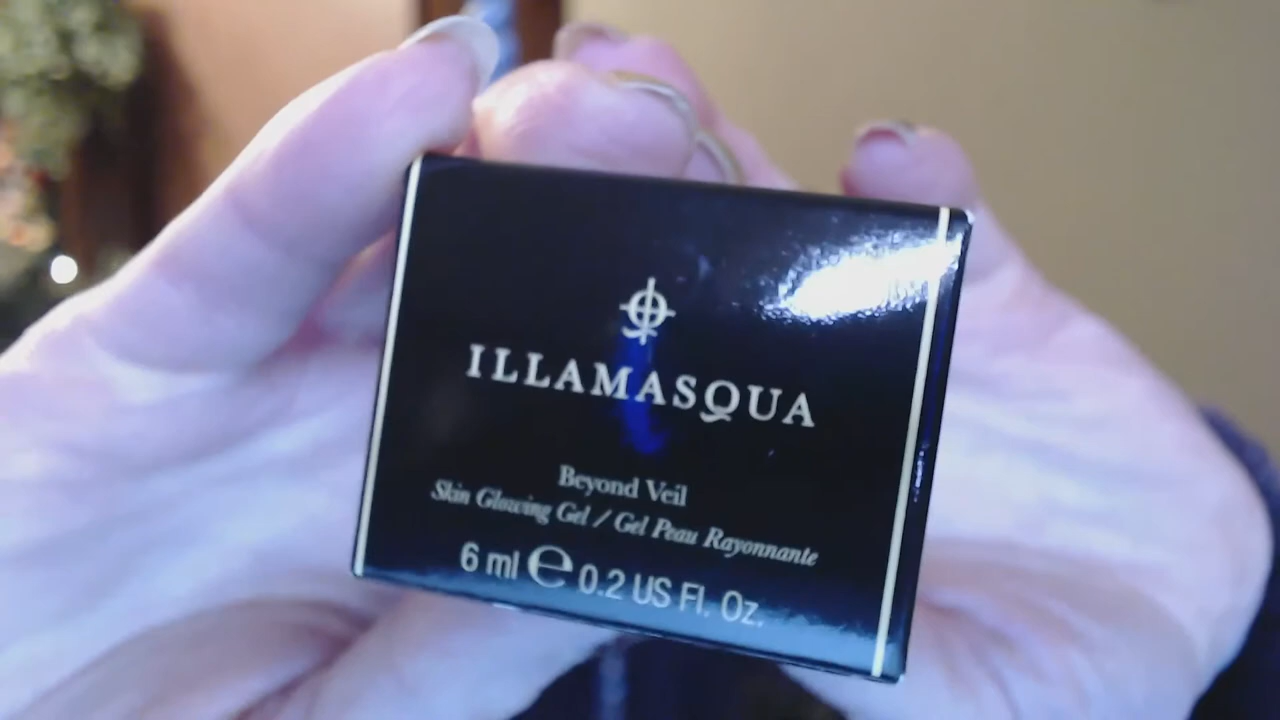 ILLAMASQUA
Beyond Veil
Skin Glowing Gel / Gel Peau Rayonnante
6 ml ℮ 0.2 US Fl. Oz.